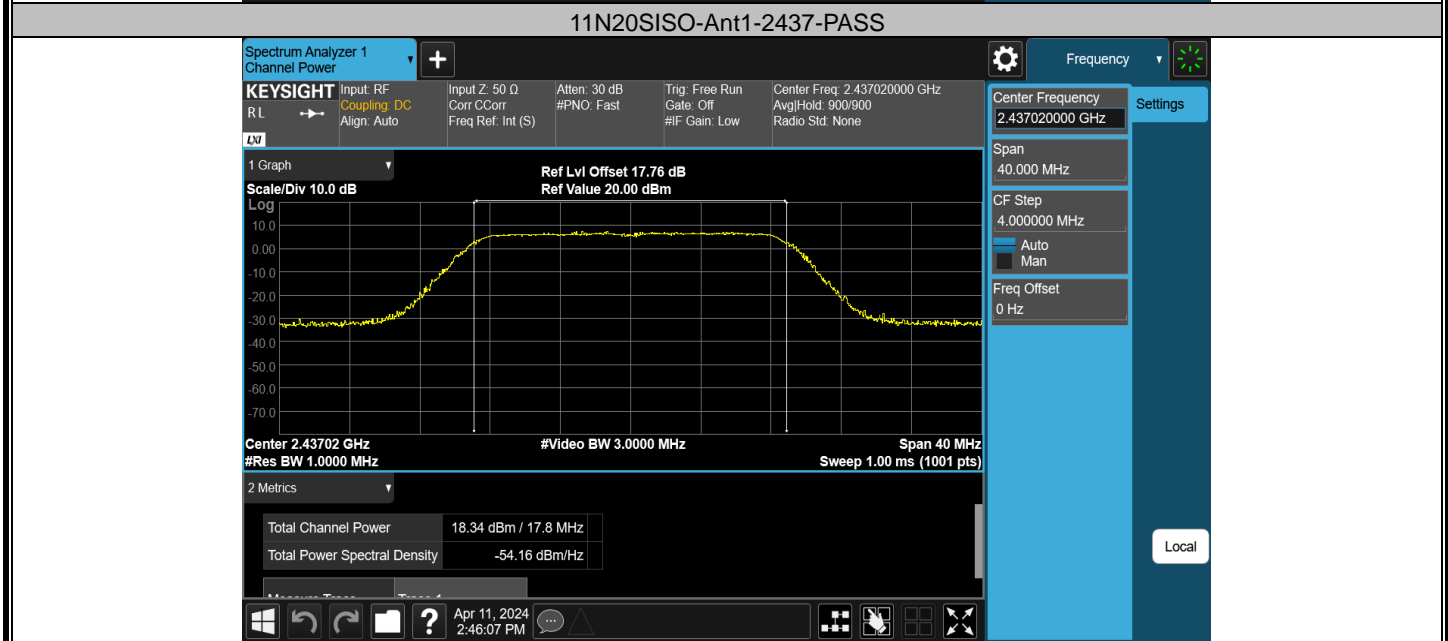 11N20SISO-Ant1-2437-PASS
Spectrum Analyzer 1
Channel Power
Frequency
KEYSIGHT
R L
LXI
Input: RF
Coupling: DC
Align: Auto
Input Z: 50 Ω
Corr CCorr
Freq Ref: Int (S)
Atten: 30 dB
#PNO: Fast
Trig: Free Run
Gate: Off
#IF Gain: Low
Center Freq: 2.437020000 GHz
Avg|Hold: 900/900
Radio Std: None
Center Frequency
2.437020000 GHz
Settings
Span
40.000 MHz
CF Step
4.000000 MHz
Auto
Man
Freq Offset
0 Hz
1 Graph
Scale/Div 10.0 dB
Ref Lvl Offset 17.76 dB
Ref Value 20.00 dBm
Log
10.0
0.00
-10.0
-20.0
-30.0
-40.0
-50.0
-60.0
-70.0
Center 2.43702 GHz
#Video BW 3.0000 MHz
Span 40 MHz
#Res BW 1.0000 MHz
Sweep 1.00 ms (1001 pts)
2 Metrics
Total Channel Power 18.34 dBm / 17.8 MHz
Total Power Spectral Density -54.16 dBm/Hz
Measure Trace Trace 1
Local
Apr 11, 2024
2:46:07 PM